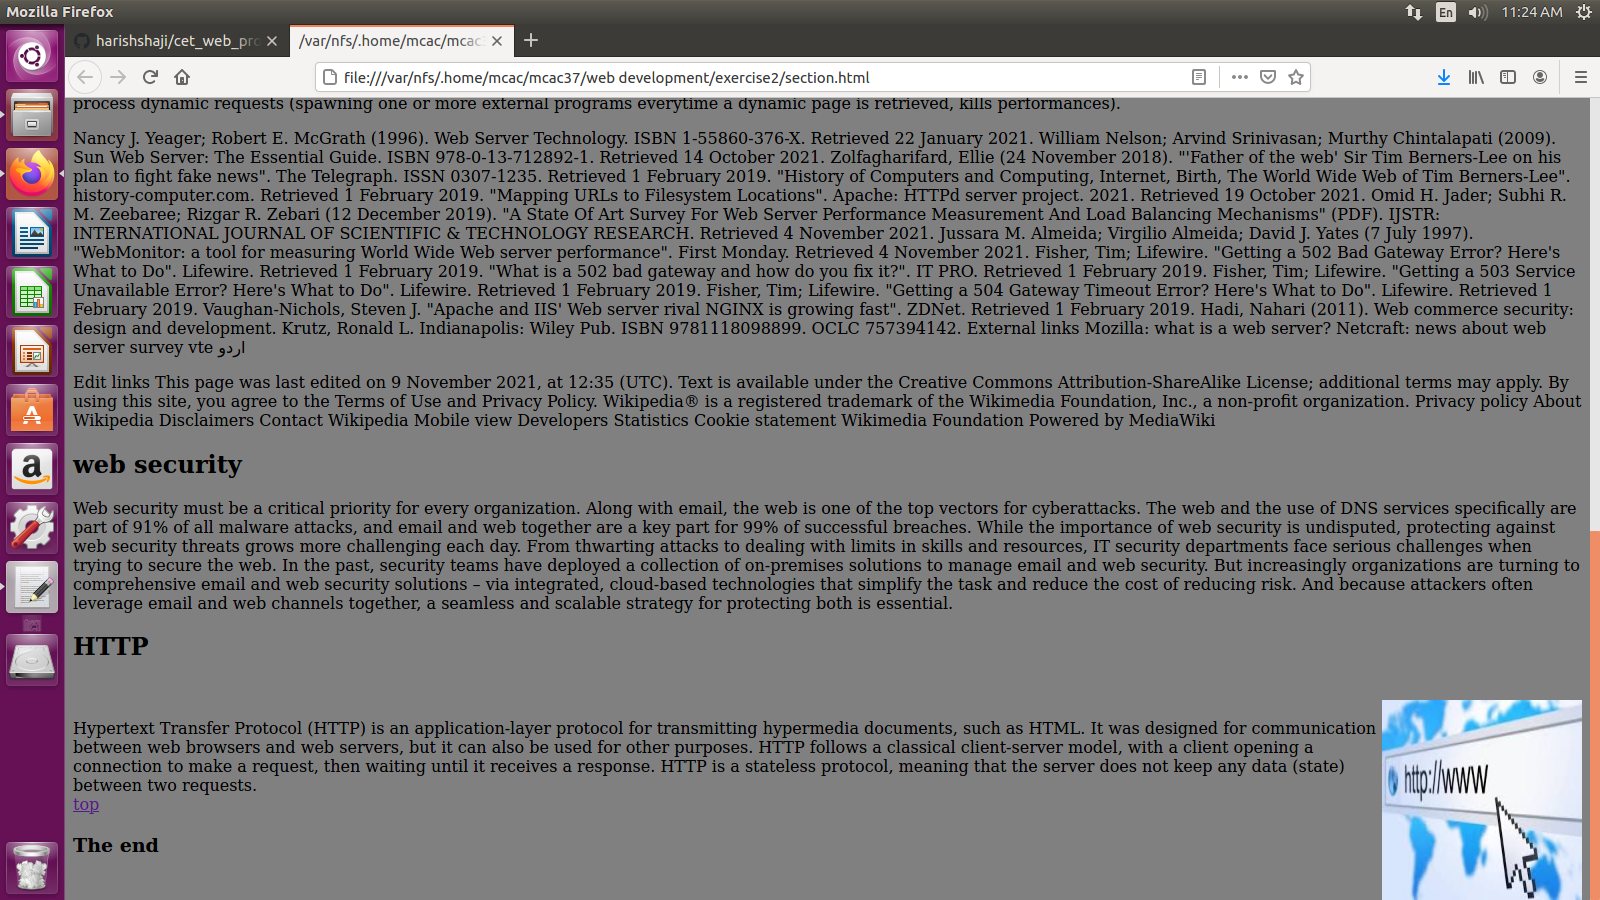 Mozilla Firefox
En
11:24 AM
harishshaji/cet_web_pro
/var/nfs/.home/mcac/mcac
file:///var/nfs/.home/mcac/mcac37/web development/exercise2/section.html
process dynamic requests (spawning one or more external programs everytime a dynamic page is retrieved, kills performances).
Nancy J. Yeager; Robert E. McGrath (1996). Web Server Technology. ISBN 1-55860-376-X. Retrieved 22 January 2021. William Nelson; Arvind Srinivasan; Murthy Chintalapati (2009).
Sun Web Server: The Essential Guide. ISBN 978-0-13-712892-1. Retrieved 14 October 2021. Zolfagharifard, Ellie (24 November 2018). "'Father of the web' Sir Tim Berners-Lee on his
plan to fight fake news". The Telegraph. ISSN 0307-1235. Retrieved 1 February 2019. "History of Computers and Computing, Internet, Birth, The World Wide Web of Tim Berners-Lee".
history-computer.com. Retrieved 1 February 2019. "Mapping URLs to Filesystem Locations". Apache: HTTPd server project. 2021. Retrieved 19 October 2021. Omid H. Jader; Subhi R.
M. Zeebaree; Rizgar R. Zebari (12 December 2019). "A State Of Art Survey For Web Server Performance Measurement And Load Balancing Mechanisms" (PDF). IJSTR:
INTERNATIONAL JOURNAL OF SCIENTIFIC & TECHNOLOGY RESEARCH. Retrieved 4 November 2021. Jussara M. Almeida; Virgilio Almeida; David J. Yates (7 July 1997).
"WebMonitor: a tool for measuring World Wide Web server performance". First Monday. Retrieved 4 November 2021. Fisher, Tim; Lifewire. "Getting a 502 Bad Gateway Error? Here's
What to Do". Lifewire. Retrieved 1 February 2019. "What is a 502 bad gateway and how do you fix it?". IT PRO. Retrieved 1 February 2019. Fisher, Tim; Lifewire. "Getting a 503 Service
Unavailable Error? Here's What to Do". Lifewire. Retrieved 1 February 2019. Fisher, Tim; Lifewire. "Getting a 504 Gateway Timeout Error? Here's What to Do". Lifewire. Retrieved 1
February 2019. Vaughan-Nichols, Steven J. "Apache and IIS' Web server rival NGINX is growing fast". ZDNet. Retrieved 1 February 2019. Hadi, Nahari (2011). Web commerce security:
design and development. Krutz, Ronald L. Indianapolis: Wiley Pub. ISBN 9781118098899. OCLC 757394142. External links Mozilla: what is a web server? Netcraft: news about web
server survey vte اردو
Edit links This page was last edited on 9 November 2021, at 12:35 (UTC). Text is available under the Creative Commons Attribution-ShareAlike License; additional terms may apply. By
using this site, you agree to the Terms of Use and Privacy Policy. Wikipedia® is a registered trademark of the Wikimedia Foundation, Inc., a non-profit organization. Privacy policy About
Wikipedia Disclaimers Contact Wikipedia Mobile view Developers Statistics Cookie statement Wikimedia Foundation Powered by MediaWiki
web security
Web security must be a critical priority for every organization. Along with email, the web is one of the top vectors for cyberattacks. The web and the use of DNS services specifically are
part of 91% of all malware attacks, and email and web together are a key part for 99% of successful breaches. While the importance of web security is undisputed, protecting against
web security threats grows more challenging each day. From thwarting attacks to dealing with limits in skills and resources, IT security departments face serious challenges when
trying to secure the web. In the past, security teams have deployed a collection of on-premises solutions to manage email and web security. But increasingly organizations are turning to
comprehensive email and web security solutions – via integrated, cloud-based technologies that simplify the task and reduce the cost of reducing risk. And because attackers often
leverage email and web channels together, a seamless and scalable strategy for protecting both is essential.
HTTP
Hypertext Transfer Protocol (HTTP) is an application-layer protocol for transmitting hypermedia documents, such as HTML. It was designed for communication
between web browsers and web servers, but it can also be used for other purposes. HTTP follows a classical client-server model, with a client opening a
connection to make a request, then waiting until it receives a response. HTTP is a stateless protocol, meaning that the server does not keep any data (state)
between two requests.
top
http://www
The end